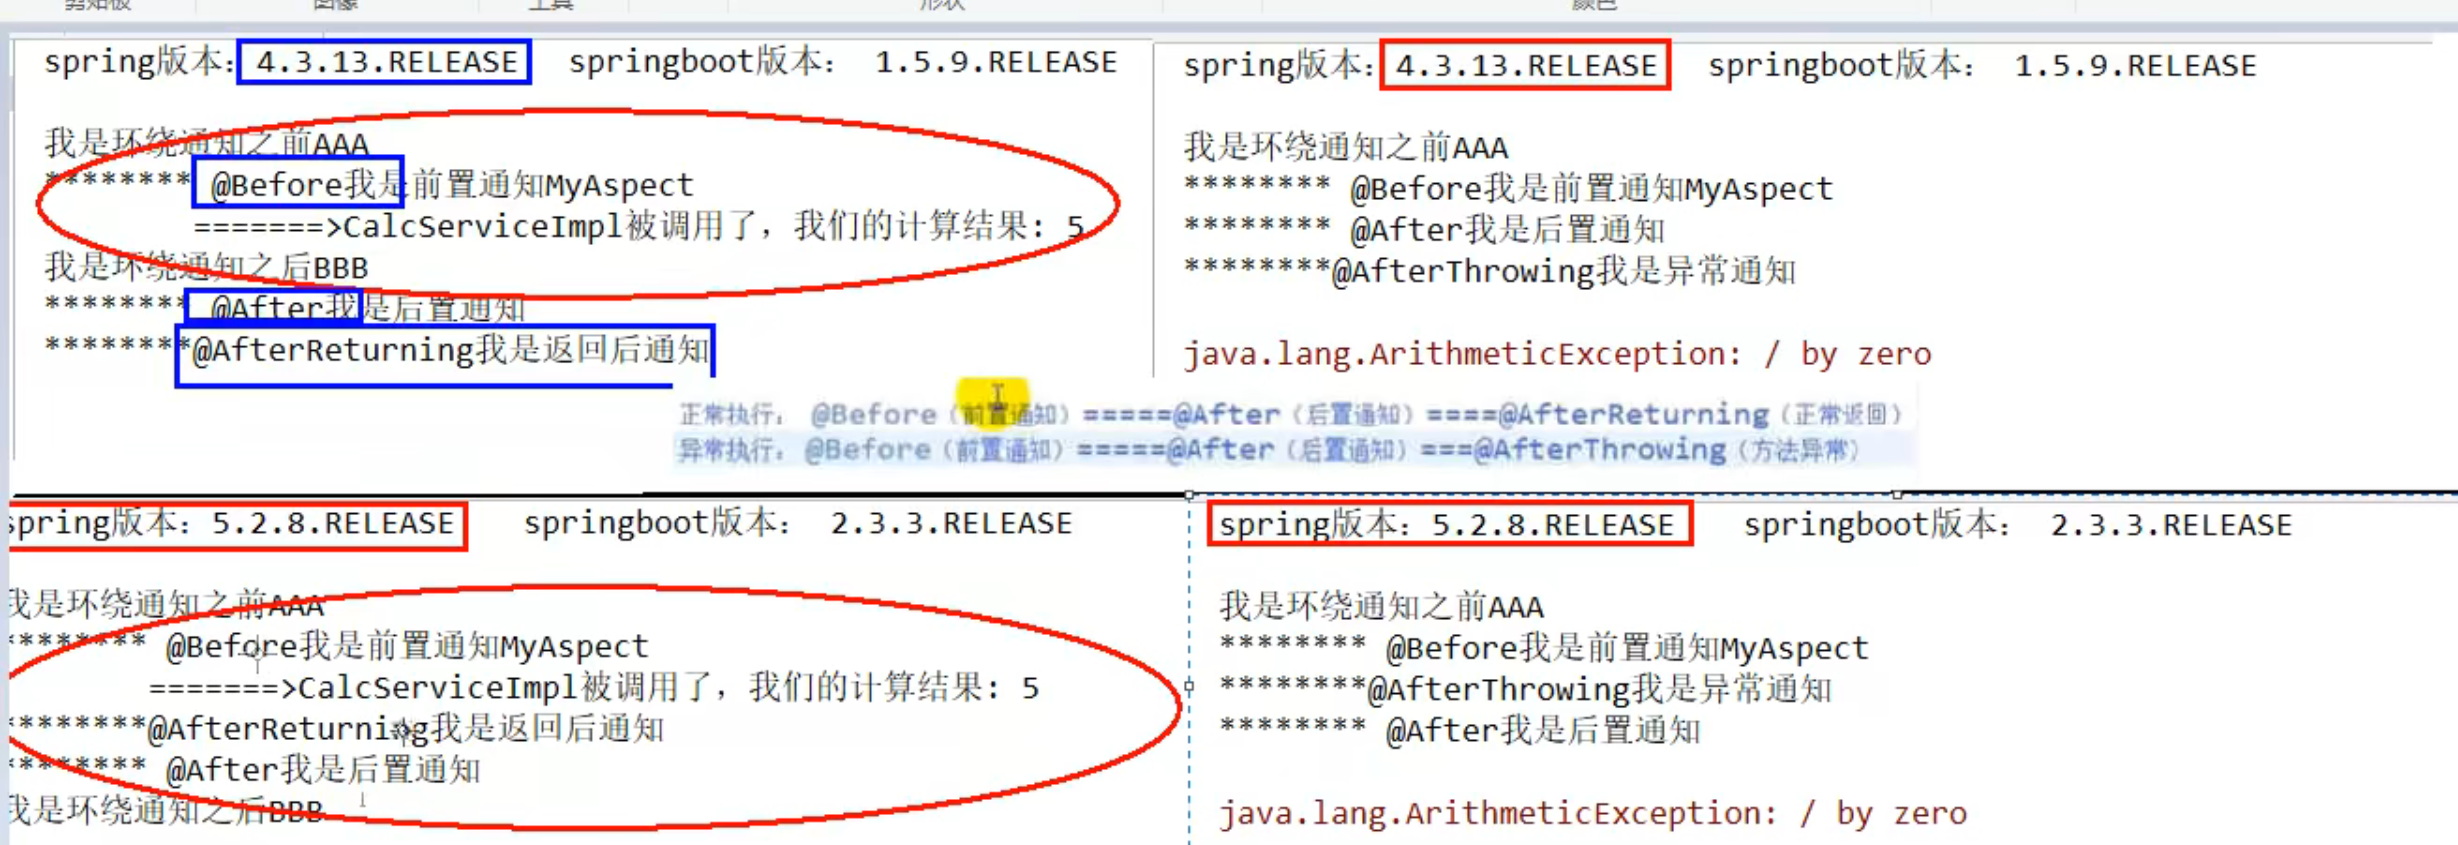 剪贴板 图像 工具 形状 颜色
spring版本: 4.3.13.RELEASE springboot版本: 1.5.9.RELEASE
我是环绕通知之前AAA
******** @Before我是前置通知MyAspect
=======>CalcServiceImpl被调用了，我们的计算结果: 5
我是环绕通知之后BBB
******** @After我是后置通知
********@AfterReturning我是返回后通知
spring版本: 4.3.13.RELEASE springboot版本: 1.5.9.RELEASE
我是环绕通知之前AAA
******** @Before我是前置通知MyAspect
******** @After我是后置通知
********@AfterThrowing我是异常通知
java.lang.ArithmeticException: / by zero
正常执行: @Before（前置通知）=====@After（后置通知）====@AfterReturning（正常返回）
异常执行: @Before（前置通知）=====@After（后置通知）===@AfterThrowing（方法异常）
spring版本: 5.2.8.RELEASE springboot版本: 2.3.3.RELEASE
我是环绕通知之前AAA
******** @Before我是前置通知MyAspect
=======>CalcServiceImpl被调用了，我们的计算结果: 5
********@AfterReturning我是返回后通知
******** @After我是后置通知
我是环绕通知之后BBB
spring版本: 5.2.8.RELEASE springboot版本: 2.3.3.RELEASE
我是环绕通知之前AAA
******** @Before我是前置通知MyAspect
********@AfterThrowing我是异常通知
******** @After我是后置通知
java.lang.ArithmeticException: / by zero